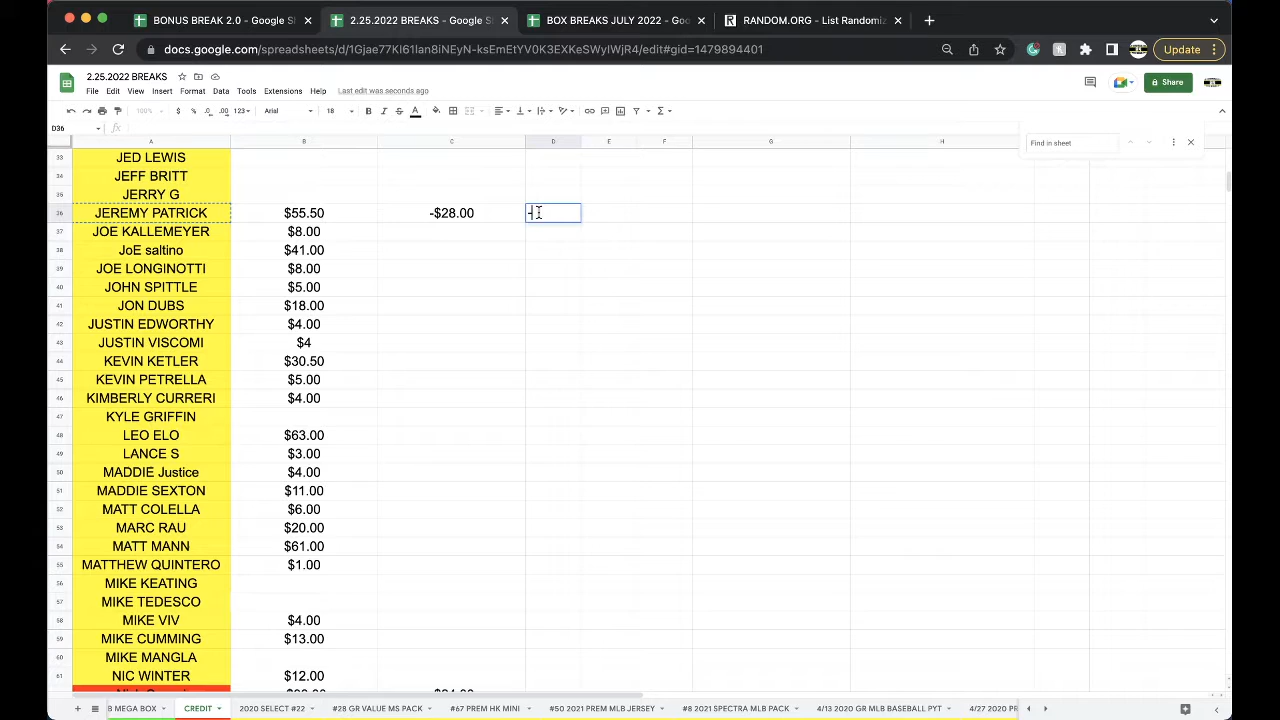 BONUS BREAK 2.0 - Google Sh
2.25.2022 BREAKS - Google S
BOX BREAKS JULY 2022 - Goo
RANDOM.ORG - List Randomiz
docs.google.com/spreadsheets/d/1Gjae77KI61lan8iNEyN-ksEmEtYV0K3EXKeSWyIWjR4/edit#gid=1479894401
Update
2.25.2022 BREAKS
File Edit View Insert Format Data Tools Extensions Help Last edit was seconds ago
Share
100% $ % .0 .00 123 Arial 18 B I S A
D36 fx
Find in sheet
A B C D E F G H
33 JED LEWIS
34 JEFF BRITT
35 JERRY G
36 JEREMY PATRICK $55.50 -$28.00 -
37 JOE KALLEMEYER $8.00
38 JoE saltino $41.00
39 JOE LONGINOTTI $8.00
40 JOHN SPITTLE $5.00
41 JON DUBS $18.00
42 JUSTIN EDWORTHY $4.00
43 JUSTIN VISCOMI $4
44 KEVIN KETLER $30.50
45 KEVIN PETRELLA $5.00
46 KIMBERLY CURRERI $4.00
47 KYLE GRIFFIN
48 LEO ELO $63.00
49 LANCE S $3.00
50 MADDIE Justice $4.00
51 MADDIE SEXTON $11.00
52 MATT COLELLA $6.00
53 MARC RAU $20.00
54 MATT MANN $61.00
55 MATTHEW QUINTERO $1.00
56 MIKE KEATING
57 MIKE TEDESCO
58 MIKE VIV $4.00
59 MIKE CUMMING $13.00
60 MIKE MANGLA
61 NIC WINTER $12.00
MEGA BOX CREDIT 2020 SELECT #22 #28 GR VALUE MS PACK #67 PREM HK MINI #50 2021 PREM MLB JERSEY #8 2021 SPECTRA MLB PACK 4/13 2020 GR MLB BASEBALL PYT 4/27 2020 PR